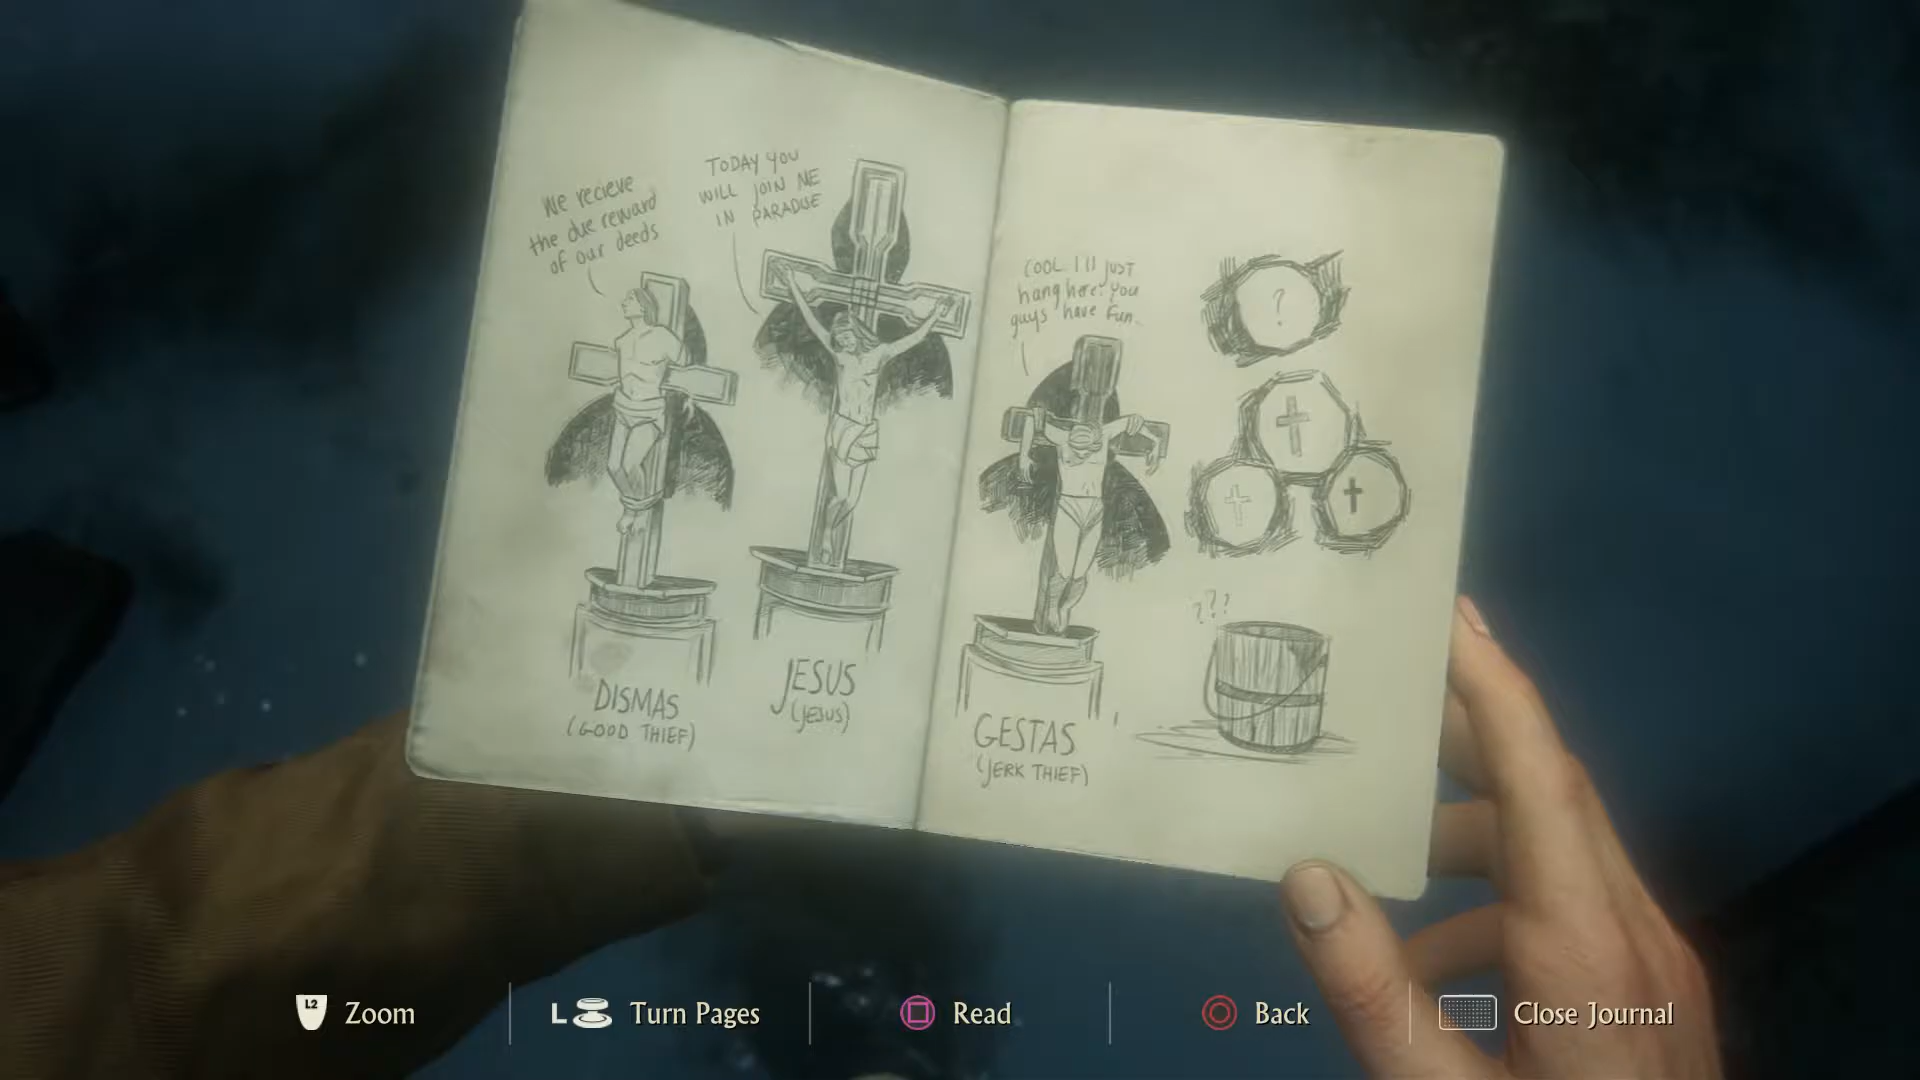 We recieve
the due reward
of our deeds
TODAY YOU
WILL JOIN ME
IN PARADISE
DISMAS
(GOOD THIEF)
JESUS
(JESUS)
COOL I'll JUST
hang here. You
guys have fun.
GESTAS
(JERK THIEF)
?
???
L2 Zoom
L Turn Pages
Read
Back
Close Journal